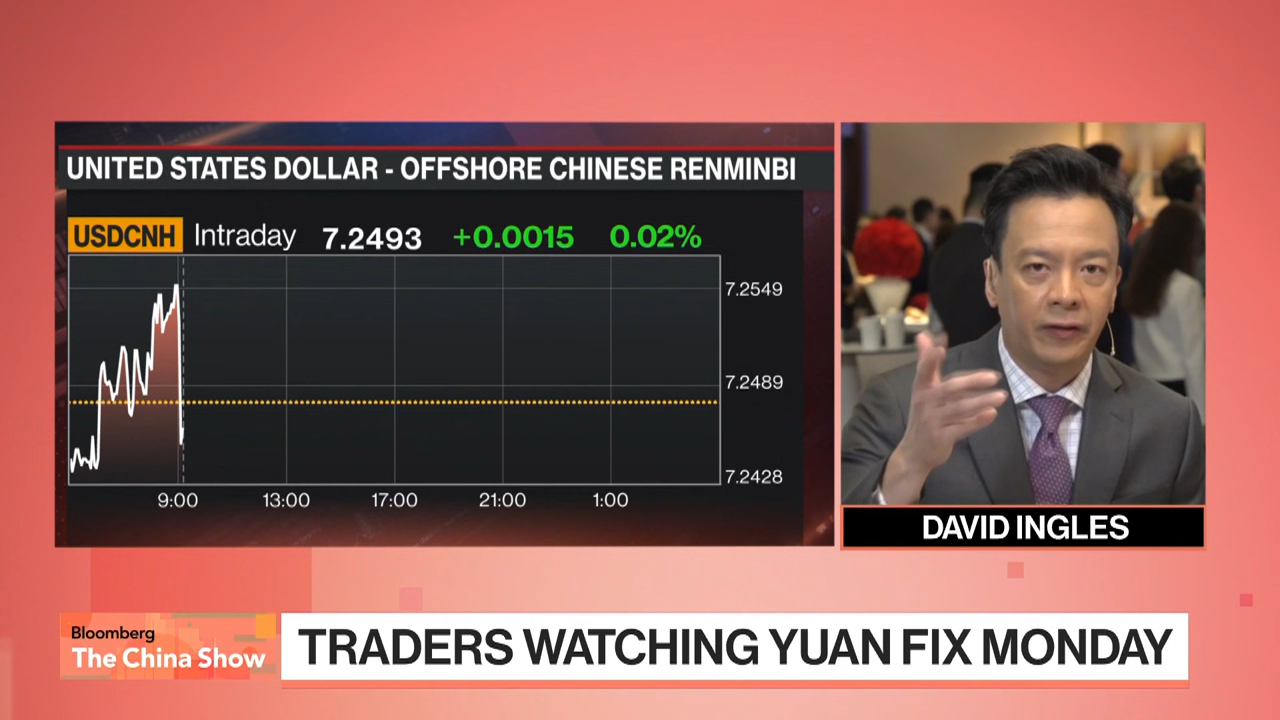 UNITED STATES DOLLAR - OFFSHORE CHINESE RENMINBI
USDCNH Intraday 7.2493 +0.0015 0.02%
7.2549
7.2489
7.2428
9:00 13:00 17:00 21:00 1:00
DAVID INGLES
Bloomberg
The China Show
TRADERS WATCHING YUAN FIX MONDAY